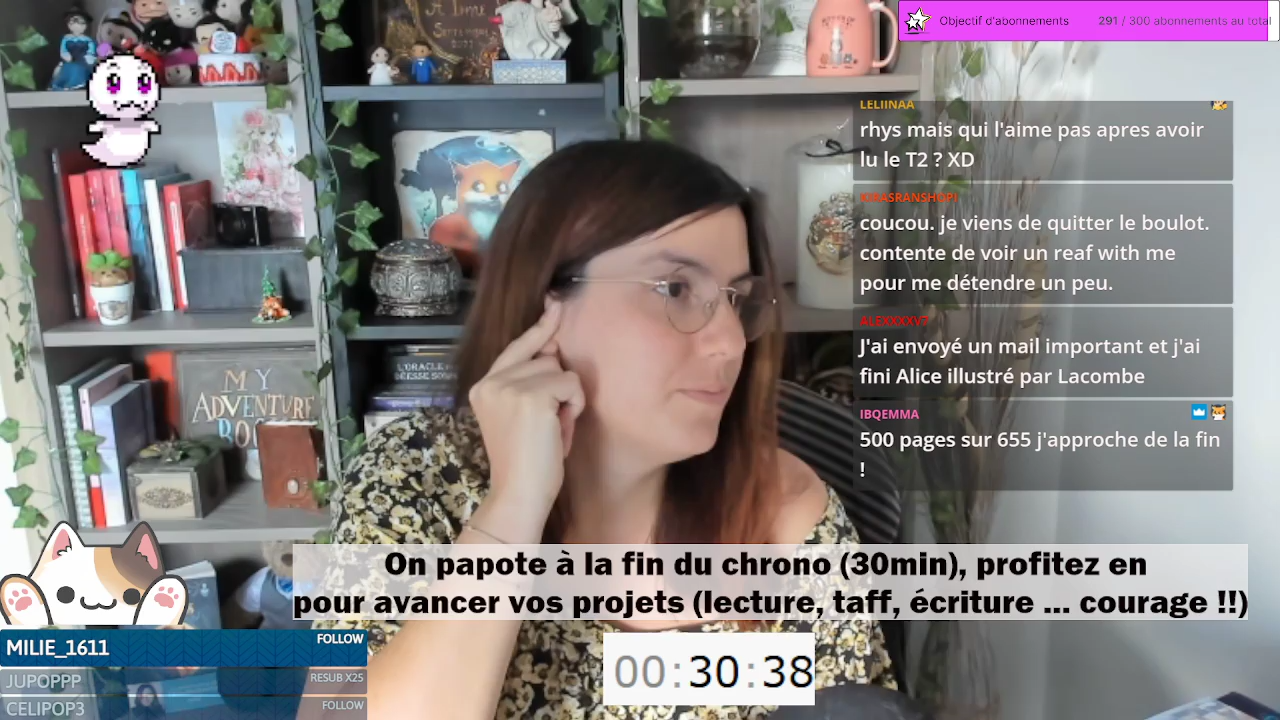 Objectif d'abonnements 291 / 300 abonnements au total
LELIINAA
rhys mais qui l'aime pas apres avoir
lu le T2 ? XD
coucou. je viens de quitter le boulot.
contente de voir un reaf with me
pour me détendre un peu.
ALEXXXXV7
J'ai envoyé un mail important et j'ai
fini Alice illustré par Lacombe
IBQEMMA
500 pages sur 655 j'approche de la fin
!
MY
ADVENTURE
BOOK
L'ORACLE
On papote à la fin du chrono (30min), profitez en
pour avancer vos projets (lecture, taff, écriture ... courage !!)
00:30:38
MILIE_1611 FOLLOW
JUPOPPP RESUB X25
CELIPOP3 FOLLOW